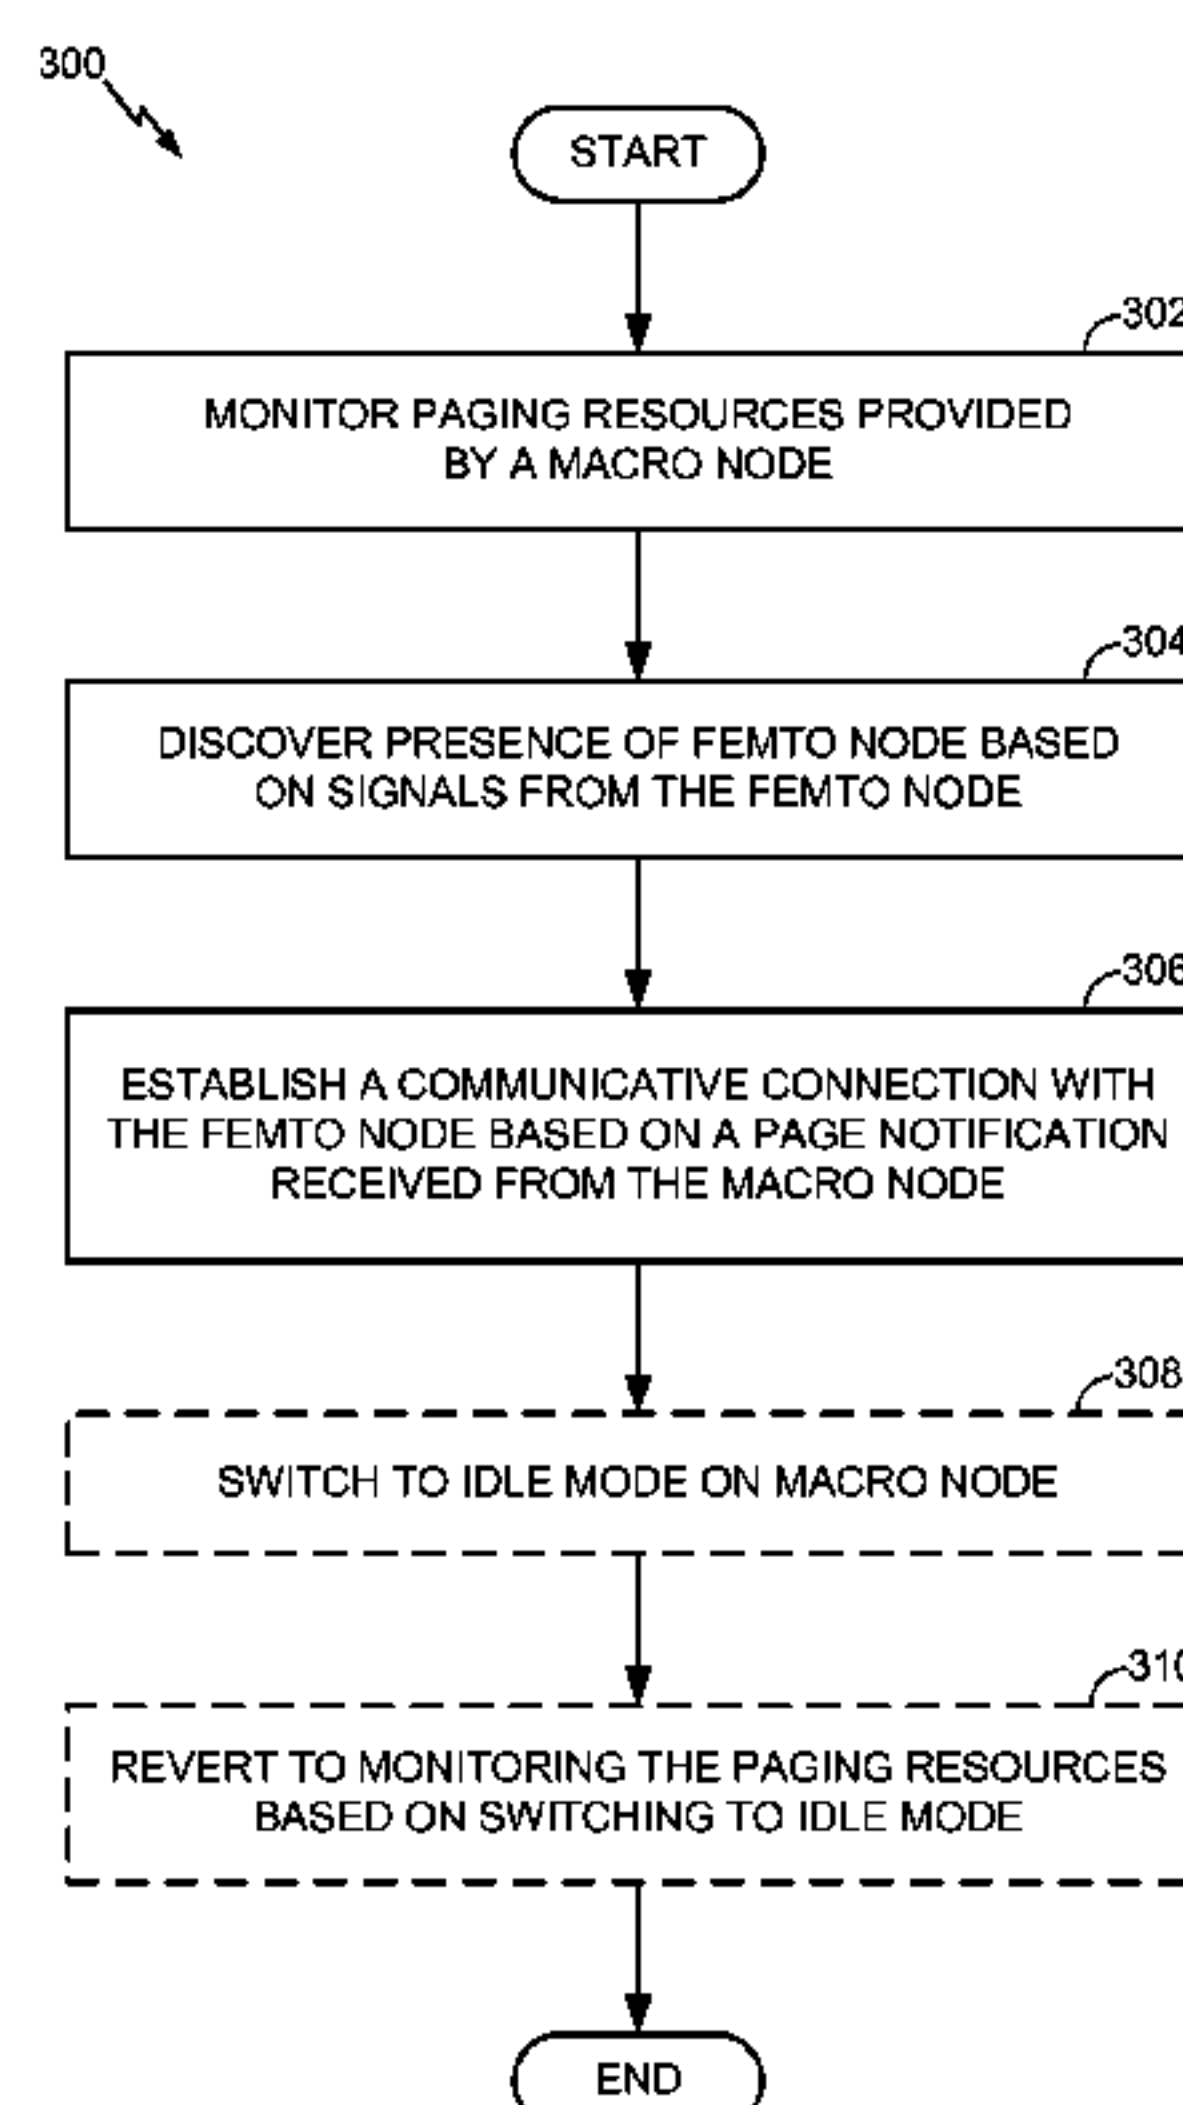 300
START
302
MONITOR PAGING RESOURCES PROVIDED
BY A MACRO NODE
304
DISCOVER PRESENCE OF FEMTO NODE BASED
ON SIGNALS FROM THE FEMTO NODE
306
ESTABLISH A COMMUNICATIVE CONNECTION WITH
THE FEMTO NODE BASED ON A PAGE NOTIFICATION
RECEIVED FROM THE MACRO NODE
308
SWITCH TO IDLE MODE ON MACRO NODE
310
REVERT TO MONITORING THE PAGING RESOURCES
BASED ON SWITCHING TO IDLE MODE
END